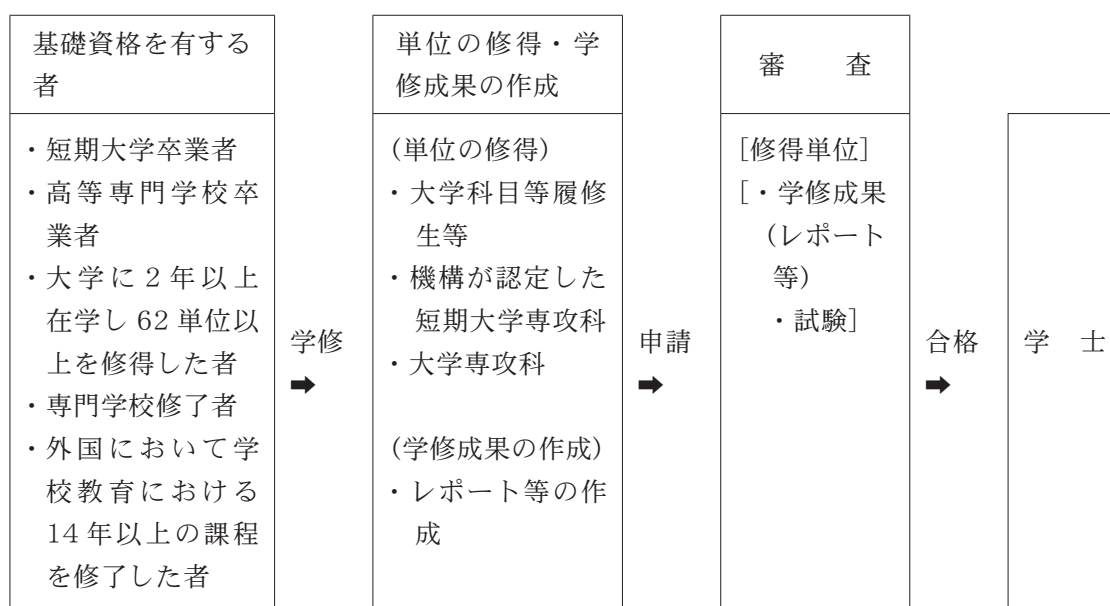 基礎資格を有する
者
・短期大学卒業者
・高等専門学校卒
業者
・大学に2年以上
在学し62単位以
上を修得した者
・専門学校修了者
・外国において学
校教育における
14年以上の課程
を修了した者
学修
➡
単位の修得・学
修成果の作成
(単位の修得)
・大学科目等履修
生等
・機構が認定した
短期大学専攻科
・大学専攻科
(学修成果の作成)
・レポート等の作
成
申請
➡
審　査
[修得単位]
[・学修成果
(レポート
等)
・試験]
合格
➡
学　士